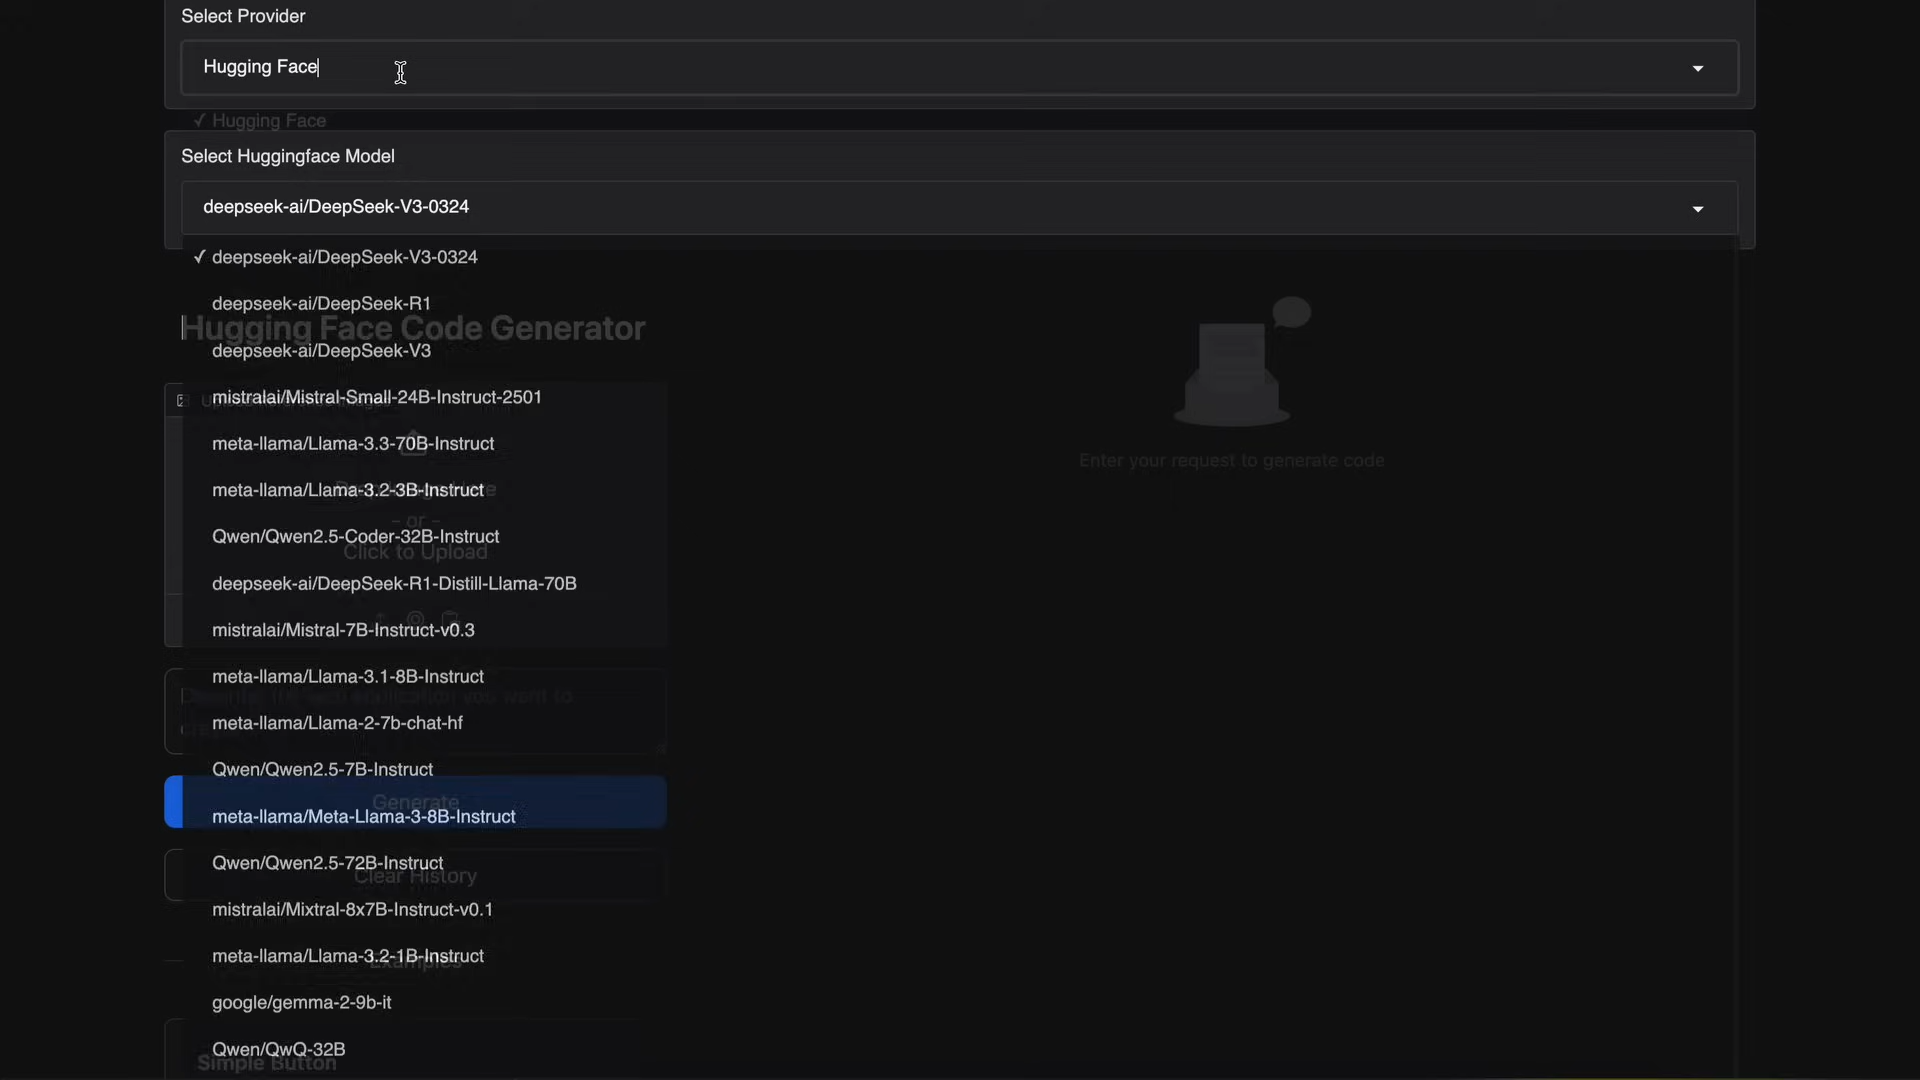 Select Provider
Hugging Face
✓ Hugging Face
Select Huggingface Model
deepseek-ai/DeepSeek-V3-0324
✓ deepseek-ai/DeepSeek-V3-0324
deepseek-ai/DeepSeek-R1
Hugging Face Code Generator
deepseek-ai/DeepSeek-V3
mistralai/Mistral-Small-24B-Instruct-2501
meta-llama/Llama-3.3-70B-Instruct
Enter your request to generate code
meta-llama/Llama-3.2-3B-Instruct
- or -
Qwen/Qwen2.5-Coder-32B-Instruct
Click to Upload
deepseek-ai/DeepSeek-R1-Distill-Llama-70B
mistralai/Mistral-7B-Instruct-v0.3
meta-llama/Llama-3.1-8B-Instruct
you want to
meta-llama/Llama-2-7b-chat-hf
Qwen/Qwen2.5-7B-Instruct
Generate
meta-llama/Meta-Llama-3-8B-Instruct
Qwen/Qwen2.5-72B-Instruct
Clear History
mistralai/Mixtral-8x7B-Instruct-v0.1
meta-llama/Llama-3.2-1B-Instruct
Examples
google/gemma-2-9b-it
Qwen/QwQ-32B
Simple Button